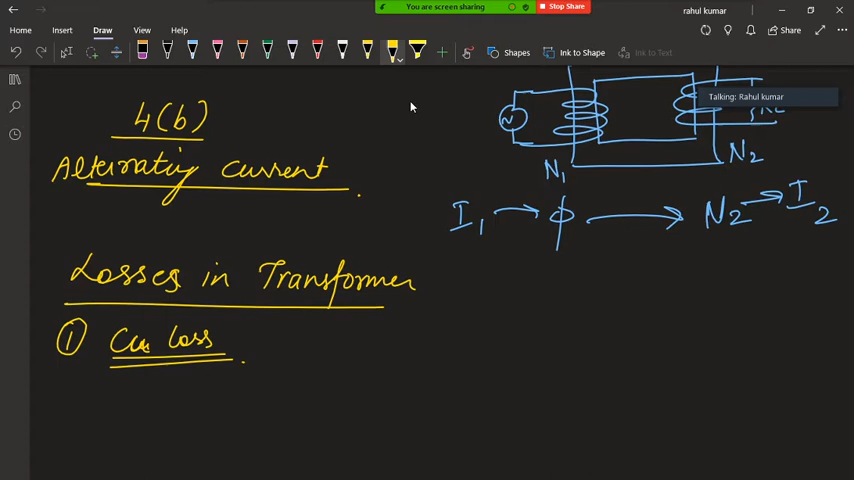 You are screen sharing
Stop Share
rahul kumar
Home
Insert
Draw
View
Help
Share
Shapes
Ink to Shape
Ink to Text
Talking: Rahul kumar
4(b)
Alternating Current
N1
N2
I1 → ϕ → N2 → I2
Losses in Transformer
① Cu loss